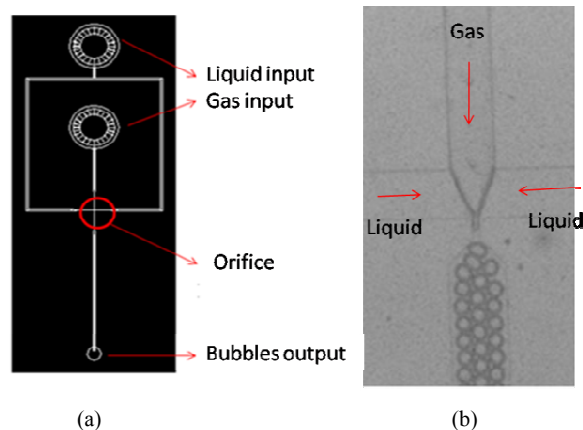 Liquid input
Gas input
Orifice
Bubbles output
(a)
Gas
Liquid
Liquid
(b)